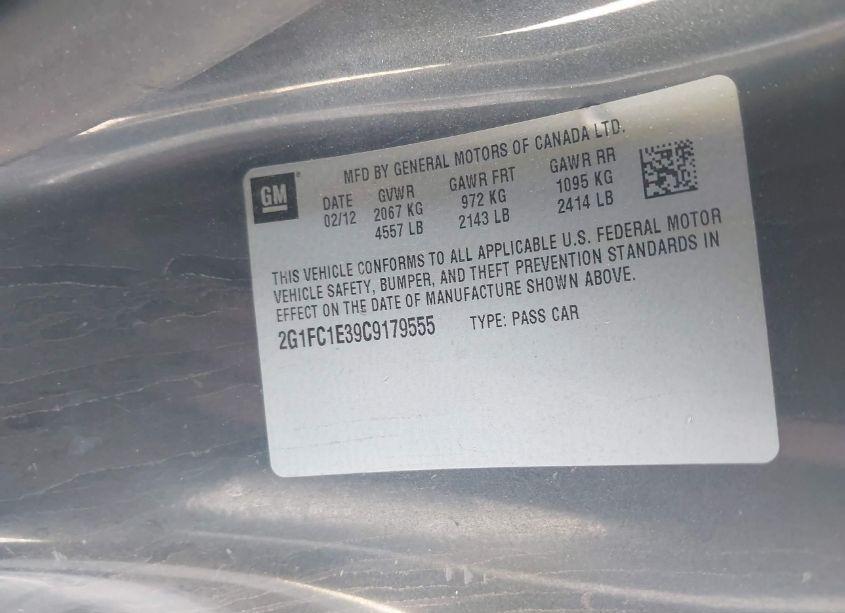 MFD BY GENERAL MOTORS OF CANADA LTD.
GM
DATE GVWR GAWR FRT GAWR RR
02/12 2067 KG 972 KG 1095 KG
4557 LB 2143 LB 2414 LB
THIS VEHICLE CONFORMS TO ALL APPLICABLE U.S. FEDERAL MOTOR
VEHICLE SAFETY, BUMPER, AND THEFT PREVENTION STANDARDS IN
EFFECT ON THE DATE OF MANUFACTURE SHOWN ABOVE.
2G1FC1E39C9179555 TYPE: PASS CAR